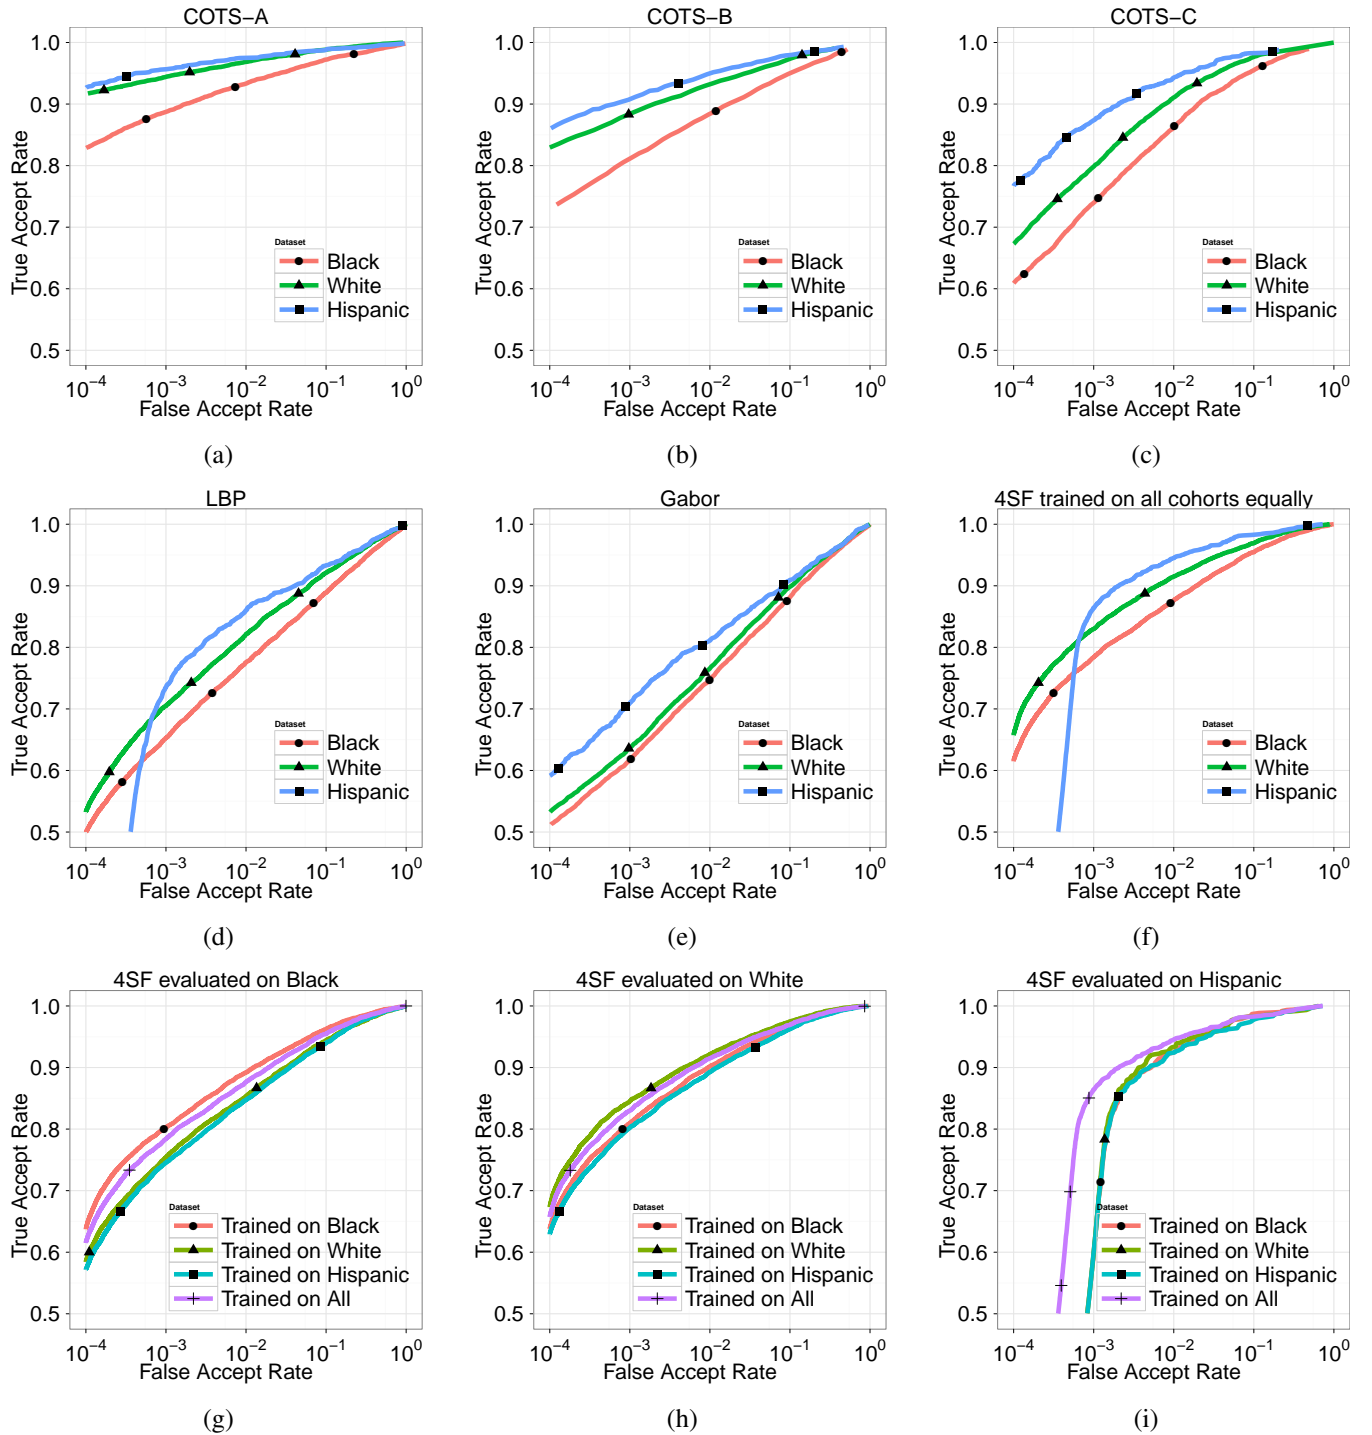 COTS−A
COTS−B
COTS−C
True Accept Rate
1.0
0.9
0.8
0.7
0.6
0.5
Dataset
Black
White
Hispanic
10−4 10−3 10−2 10−1 100
False Accept Rate
(a)
True Accept Rate
1.0
0.9
0.8
0.7
0.6
0.5
Dataset
Black
White
Hispanic
10−4 10−3 10−2 10−1 100
False Accept Rate
(b)
True Accept Rate
1.0
0.9
0.8
0.7
0.6
0.5
Dataset
Black
White
Hispanic
10−4 10−3 10−2 10−1 100
False Accept Rate
(c)
LBP
Gabor
4SF trained on all cohorts equally
True Accept Rate
1.0
0.9
0.8
0.7
0.6
0.5
Dataset
Black
White
Hispanic
10−4 10−3 10−2 10−1 100
False Accept Rate
(d)
True Accept Rate
1.0
0.9
0.8
0.7
0.6
0.5
Dataset
Black
White
Hispanic
10−4 10−3 10−2 10−1 100
False Accept Rate
(e)
True Accept Rate
1.0
0.9
0.8
0.7
0.6
0.5
Dataset
Black
White
Hispanic
10−4 10−3 10−2 10−1 100
False Accept Rate
(f)
4SF evaluated on Black
4SF evaluated on White
4SF evaluated on Hispanic
True Accept Rate
1.0
0.9
0.8
0.7
0.6
0.5
Dataset
Trained on Black
Trained on White
Trained on Hispanic
Trained on All
10−4 10−3 10−2 10−1 100
False Accept Rate
(g)
True Accept Rate
1.0
0.9
0.8
0.7
0.6
0.5
Dataset
Trained on Black
Trained on White
Trained on Hispanic
Trained on All
10−4 10−3 10−2 10−1 100
False Accept Rate
(h)
True Accept Rate
1.0
0.9
0.8
0.7
0.6
0.5
Dataset
Trained on Black
Trained on White
Trained on Hispanic
Trained on All
10−4 10−3 10−2 10−1 100
False Accept Rate
(i)